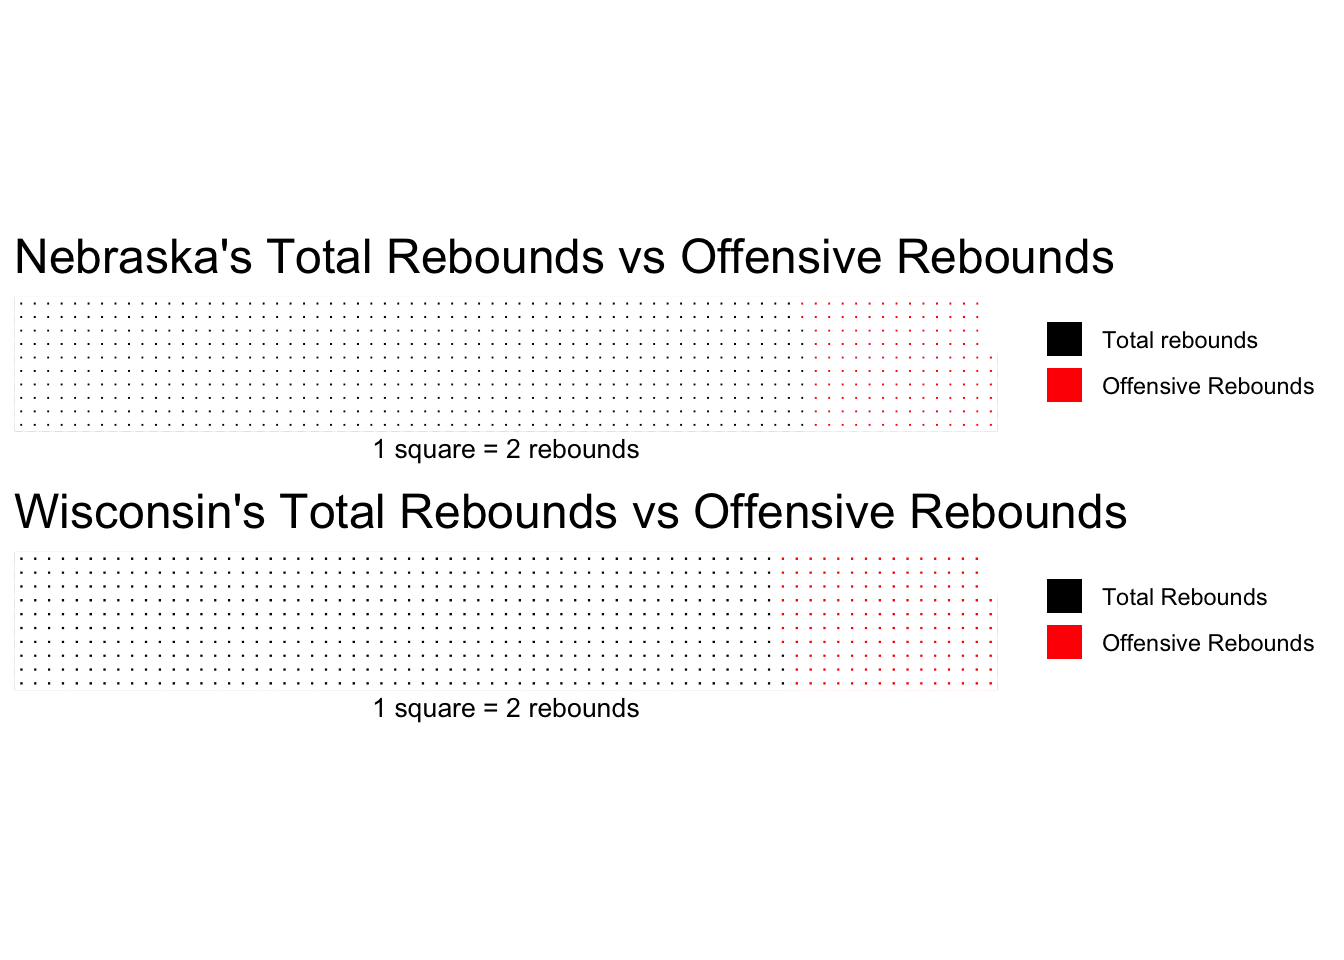 Nebraska's Total Rebounds vs Offensive Rebounds
Total rebounds
Offensive Rebounds
1 square = 2 rebounds
Wisconsin's Total Rebounds vs Offensive Rebounds
Total Rebounds
Offensive Rebounds
1 square = 2 rebounds